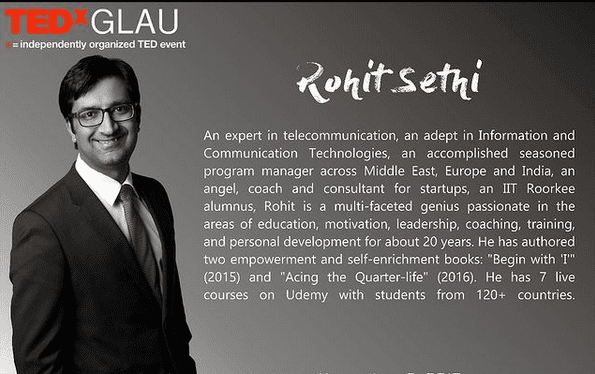 TEDxGLAU
x = independently organized TED event
Rohit Sethi
An expert in telecommunication, an adept in Information and
Communication Technologies, an accomplished seasoned
program manager across Middle East, Europe and India, an
angel, coach and consultant for startups, an IIT Roorkee
alumnus, Rohit is a multi-faceted genius passionate in the
areas of education, motivation, leadership, coaching, training,
and personal development for about 20 years. He has authored
two empowerment and self-enrichment books: "Begin with 'I'"
(2015) and "Acing the Quarter-life" (2016). He has 7 live
courses on Udemy with students from 120+ countries.